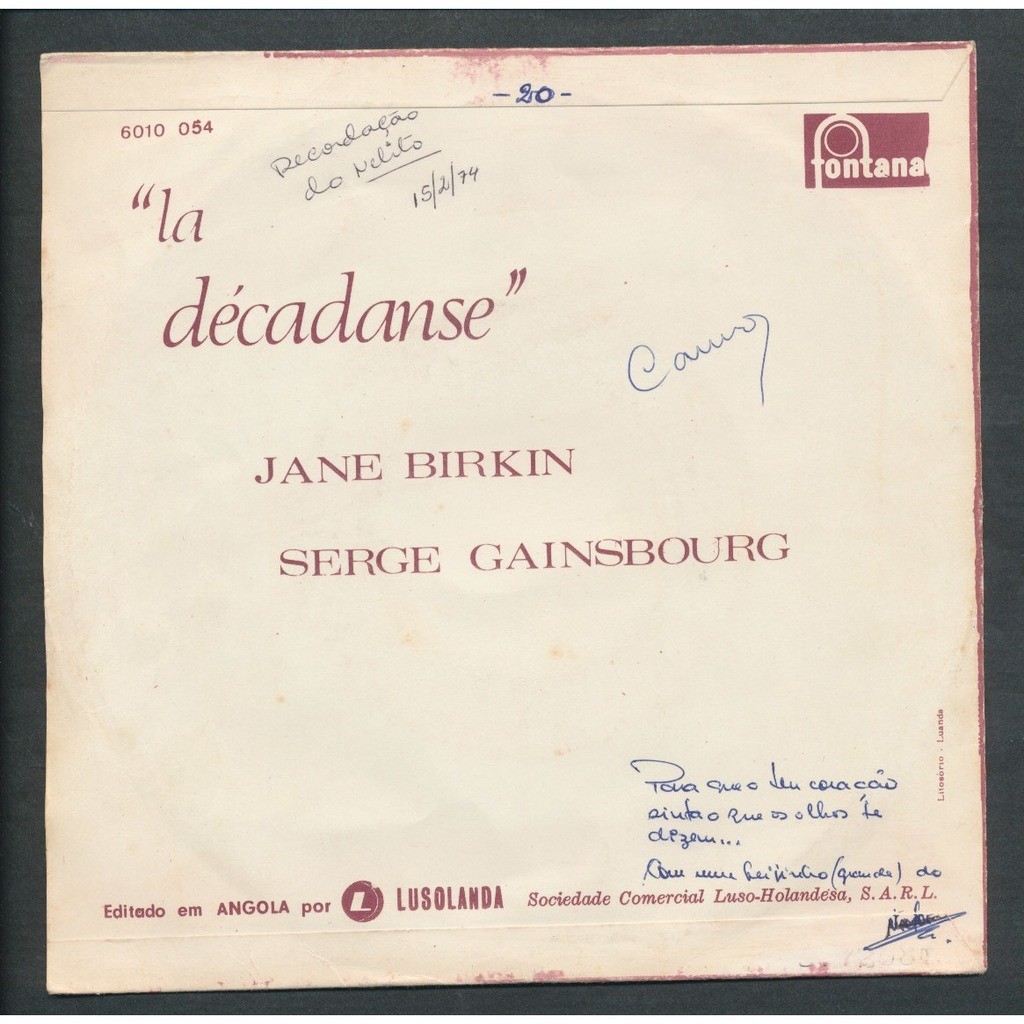 -20-
6010 054
Recordação
do Nelito
15/2/74
fontana
"la
décadanse"
JANE BIRKIN
SERGE GAINSBOURG
Litosório - Luanda
Para que o teu coração
sinta o que os olhos te
dizem...
Com um beijinho (grande) do
Editado em ANGOLA por L LUSOLANDA Sociedade Comercial Luso-Holandesa, S.A.R.L.